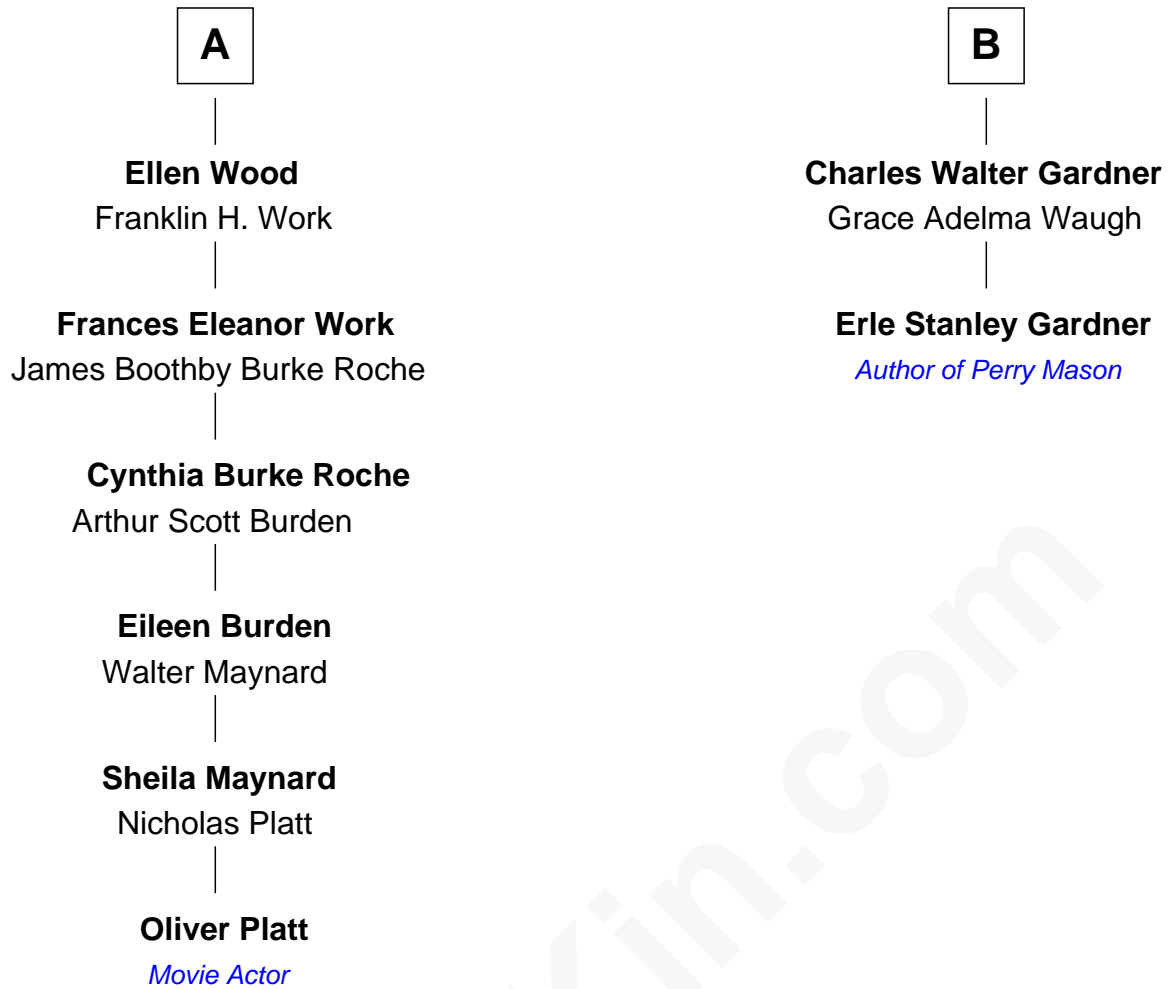 A
Ellen Wood
Franklin H. Work
Frances Eleanor Work
James Boothby Burke Roche
Cynthia Burke Roche
Arthur Scott Burden
Eileen Burden
Walter Maynard
Sheila Maynard
Nicholas Platt
Oliver Platt
Movie Actor
B
Charles Walter Gardner
Grace Adelma Waugh
Erle Stanley Gardner
Author of Perry Mason